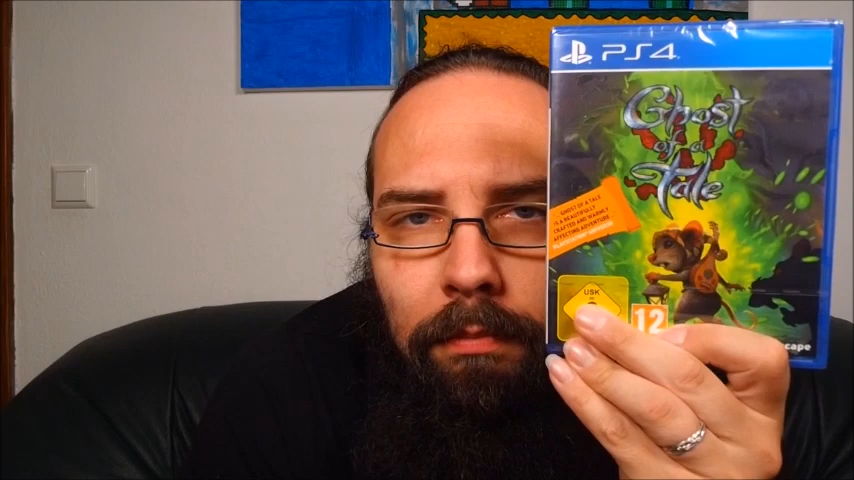 PS4
Ghost
of a
Tale
GHOST OF A TALE
IS A BEAUTIFULLY
CRAFTED AND WARMLY
AFFECTING ADVENTURE
USK
12
cape